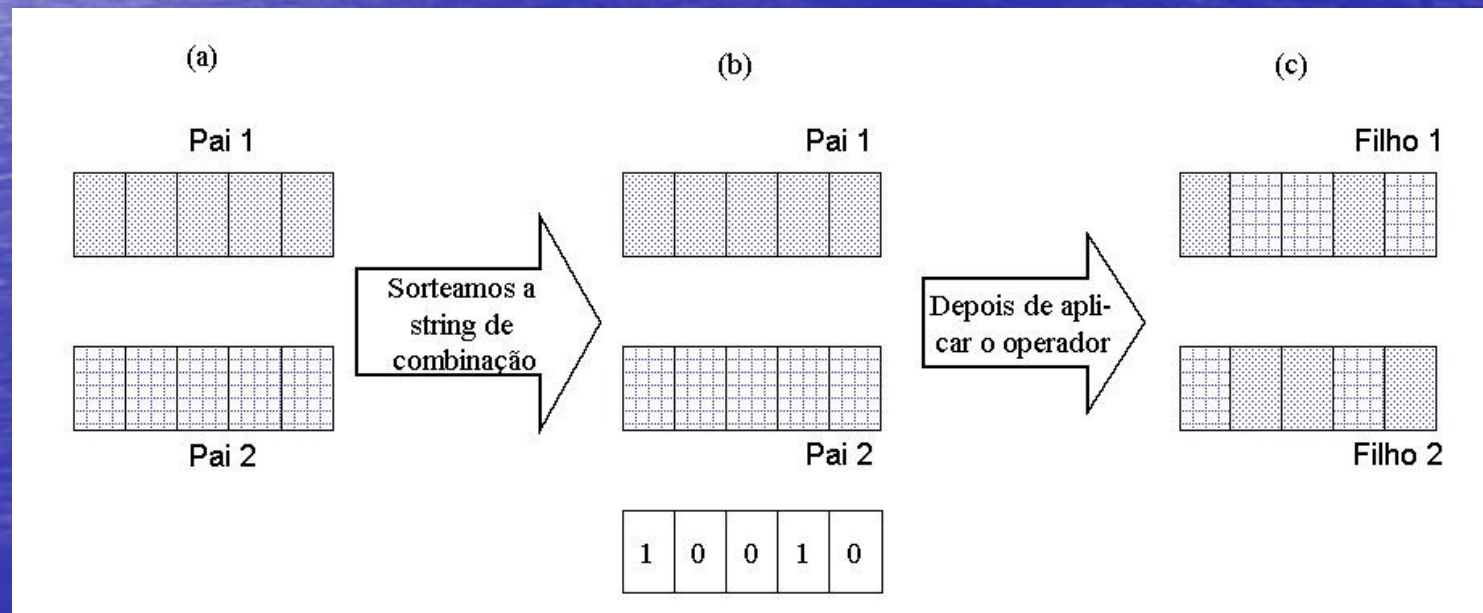 (a)
(b)
(c)
Pai 1
Pai 1
Filho 1
Sorteamos a
string de
combinação
Depois de apli-
car o operador
Pai 2
Pai 2
Filho 2
1 0 0 1 0